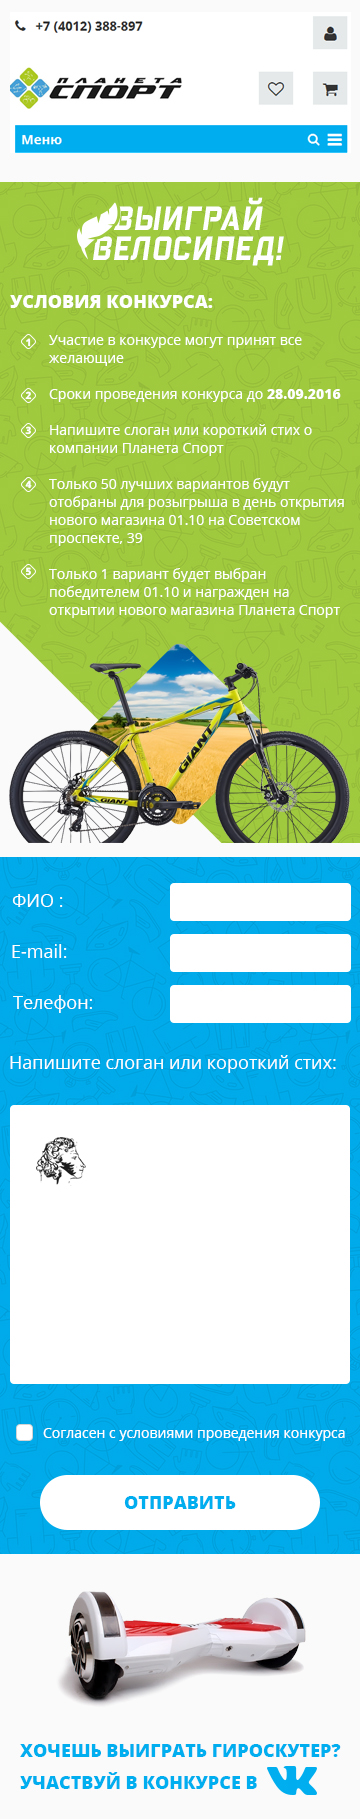 +7 (4012) 388-897
ПЛАНЕТА
СПОРТ
Меню
ВЫИГРАЙ
ВЕЛОСИПЕД!
УСЛОВИЯ КОНКУРСА:
1 Участие в конкурсе могут принят все
желающие
2 Сроки проведения конкурса до 28.09.2016
3 Напишите слоган или короткий стих о
компании Планета Спорт
4 Только 50 лучших вариантов будут
отобраны для розыгрыша в день открытия
нового магазина 01.10 на Советском
проспекте, 39
5 Только 1 вариант будет выбран
победителем 01.10 и награжден на
открытии нового магазина Планета Спорт
GIANT
GIANT
ФИО :
E-mail:
Телефон:
Напишите слоган или короткий стих:
Согласен с условиями проведения конкурса
ОТПРАВИТЬ
ХОЧЕШЬ ВЫИГРАТЬ ГИРОСКУТЕР?
УЧАСТВУЙ В КОНКУРСЕ В